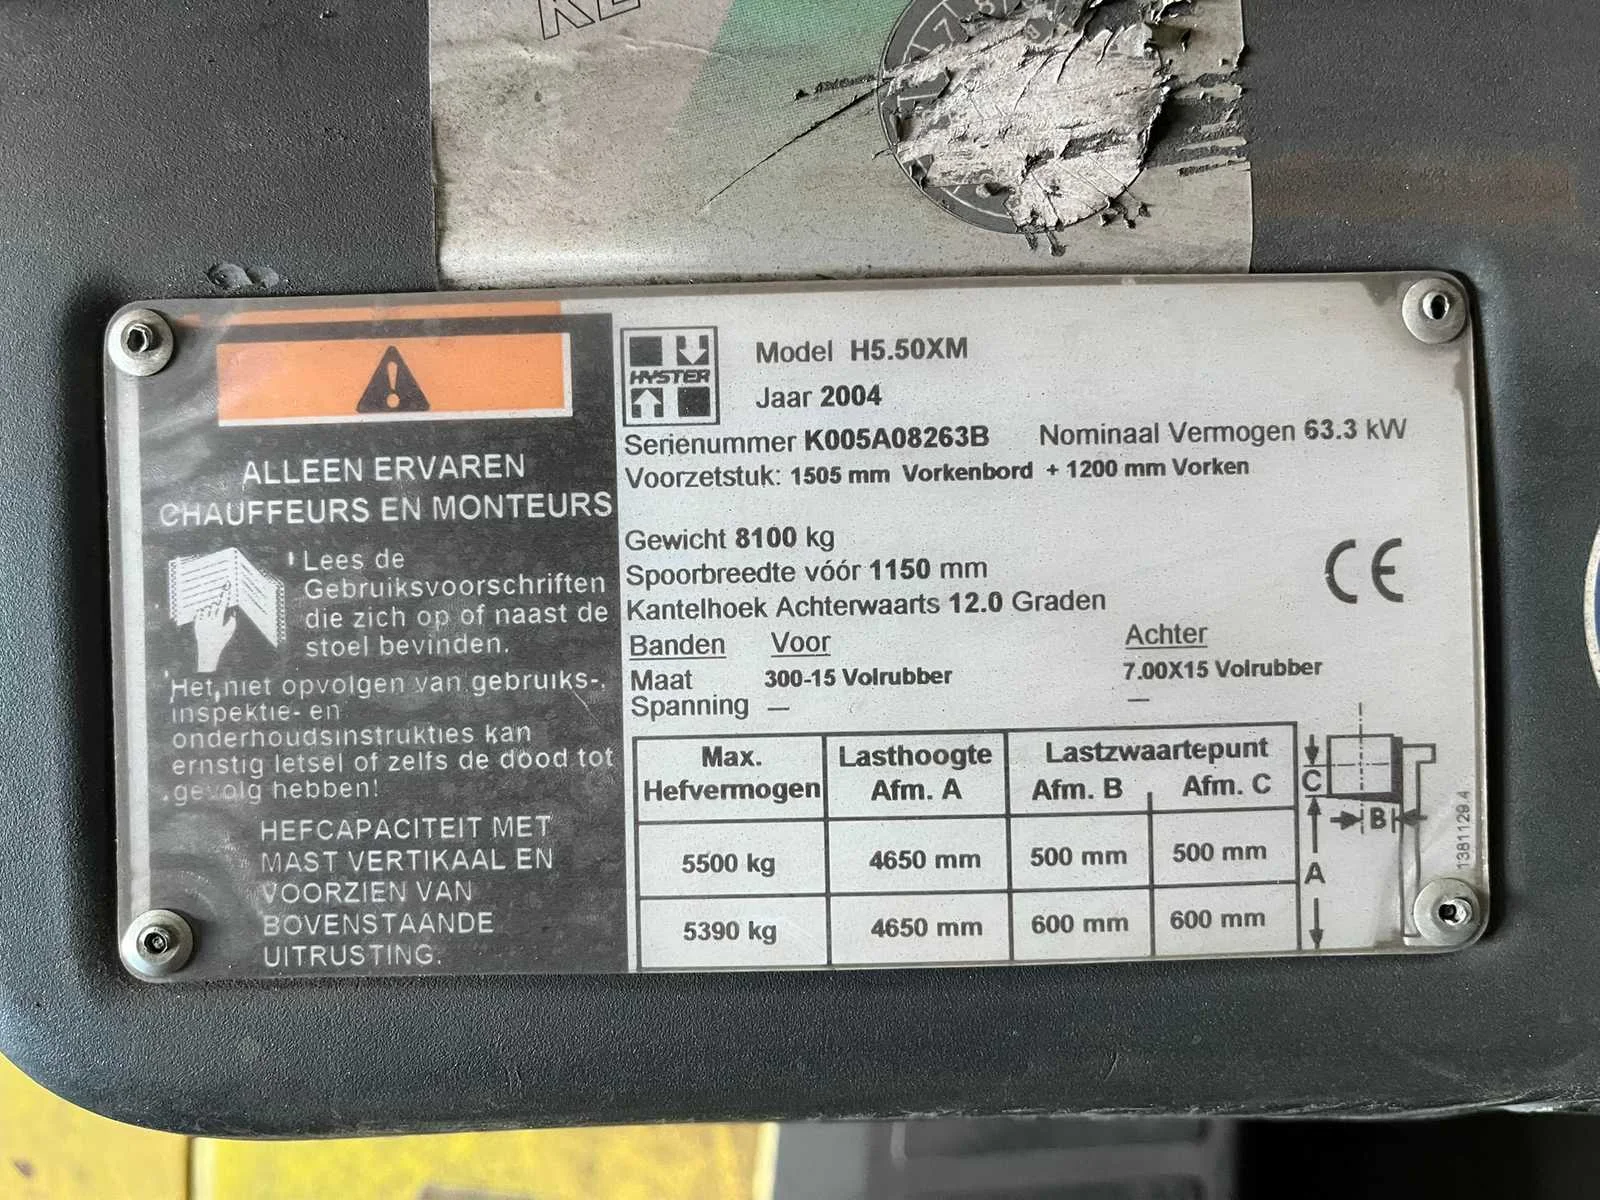 ALLEEN ERVAREN
CHAUFFEURS EN MONTEURS
Lees de
Gebruiksvoorschriften
die zich op of naast de
stoel bevinden.
Het niet opvolgen van gebruiks-,
inspektie- en
onderhoudsinstrukties kan
ernstig letsel of zelfs de dood tot
gevolg hebben!
HEFCAPACITEIT MET
MAST VERTIKAAL EN
VOORZIEN VAN
BOVENSTAANDE
UITRUSTING.
HYSTER
Model H5.50XM
Jaar 2004
Serienummer K005A08263B Nominaal Vermogen 63.3 kW
Voorzetstuk: 1505 mm Vorkenbord + 1200 mm Vorken
Gewicht 8100 kg
Spoorbreedte vóór 1150 mm
CE
Kantelhoek Achterwaarts 12.0 Graden
Banden Voor Achter
Maat 300-15 Volrubber 7.00X15 Volrubber
Spanning — —
Max. Hefvermogen Lasthoogte Afm. A Lastzwaartepunt Afm. B Afm. C
5500 kg 4650 mm 500 mm 500 mm
5390 kg 4650 mm 600 mm 600 mm
C
B
A
1381129.4